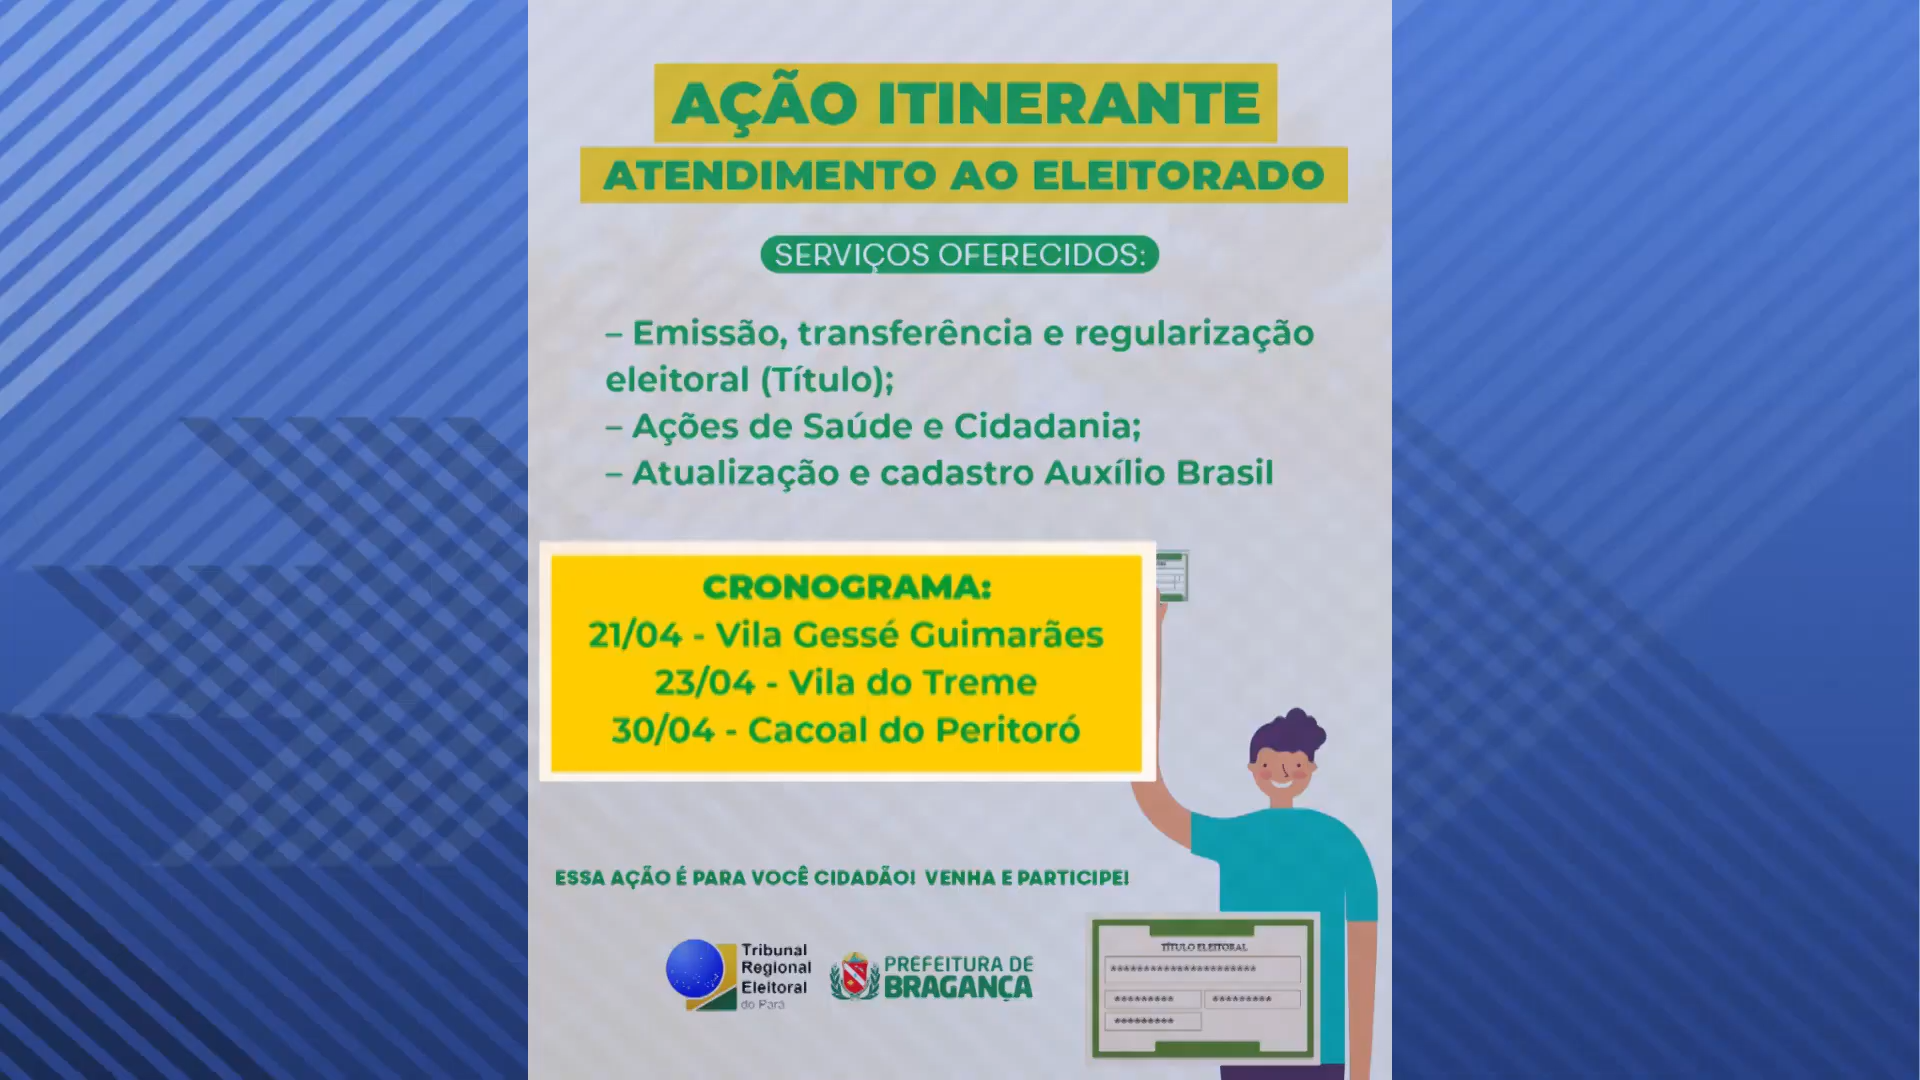 AÇÃO ITINERANTE
ATENDIMENTO AO ELEITORADO
SERVIÇOS OFERECIDOS:
– Emissão, transferência e regularização
eleitoral (Título);
– Ações de Saúde e Cidadania;
– Atualização e cadastro Auxílio Brasil
CRONOGRAMA:
21/04 - Vila Gessé Guimarães
23/04 - Vila do Treme
30/04 - Cacoal do Peritoró
ESSA AÇÃO É PARA VOCÊ CIDADÃO! VENHA E PARTICIPE!
Tribunal
Regional
Eleitoral
do Pará
PREFEITURA DE
BRAGANÇA
TÍTULO ELEITORAL